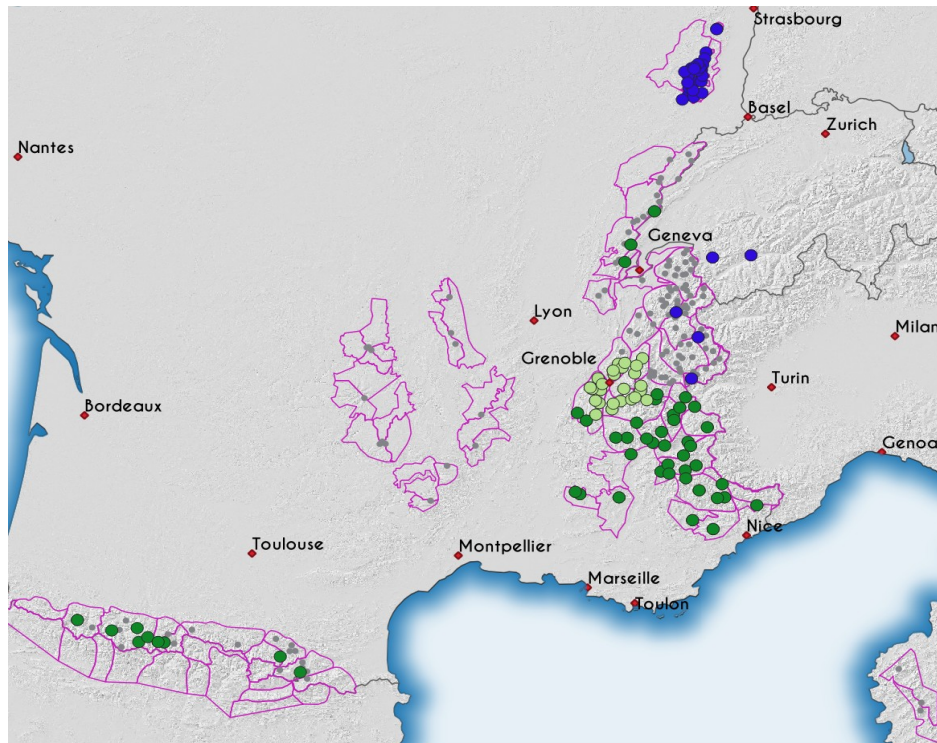 Strasbourg
Basel
Zurich
Nantes
Geneva
Lyon
Milan
Grenoble
Turin
Bordeaux
Genoa
Toulouse
Montpellier
Nice
Marseille
Toulon